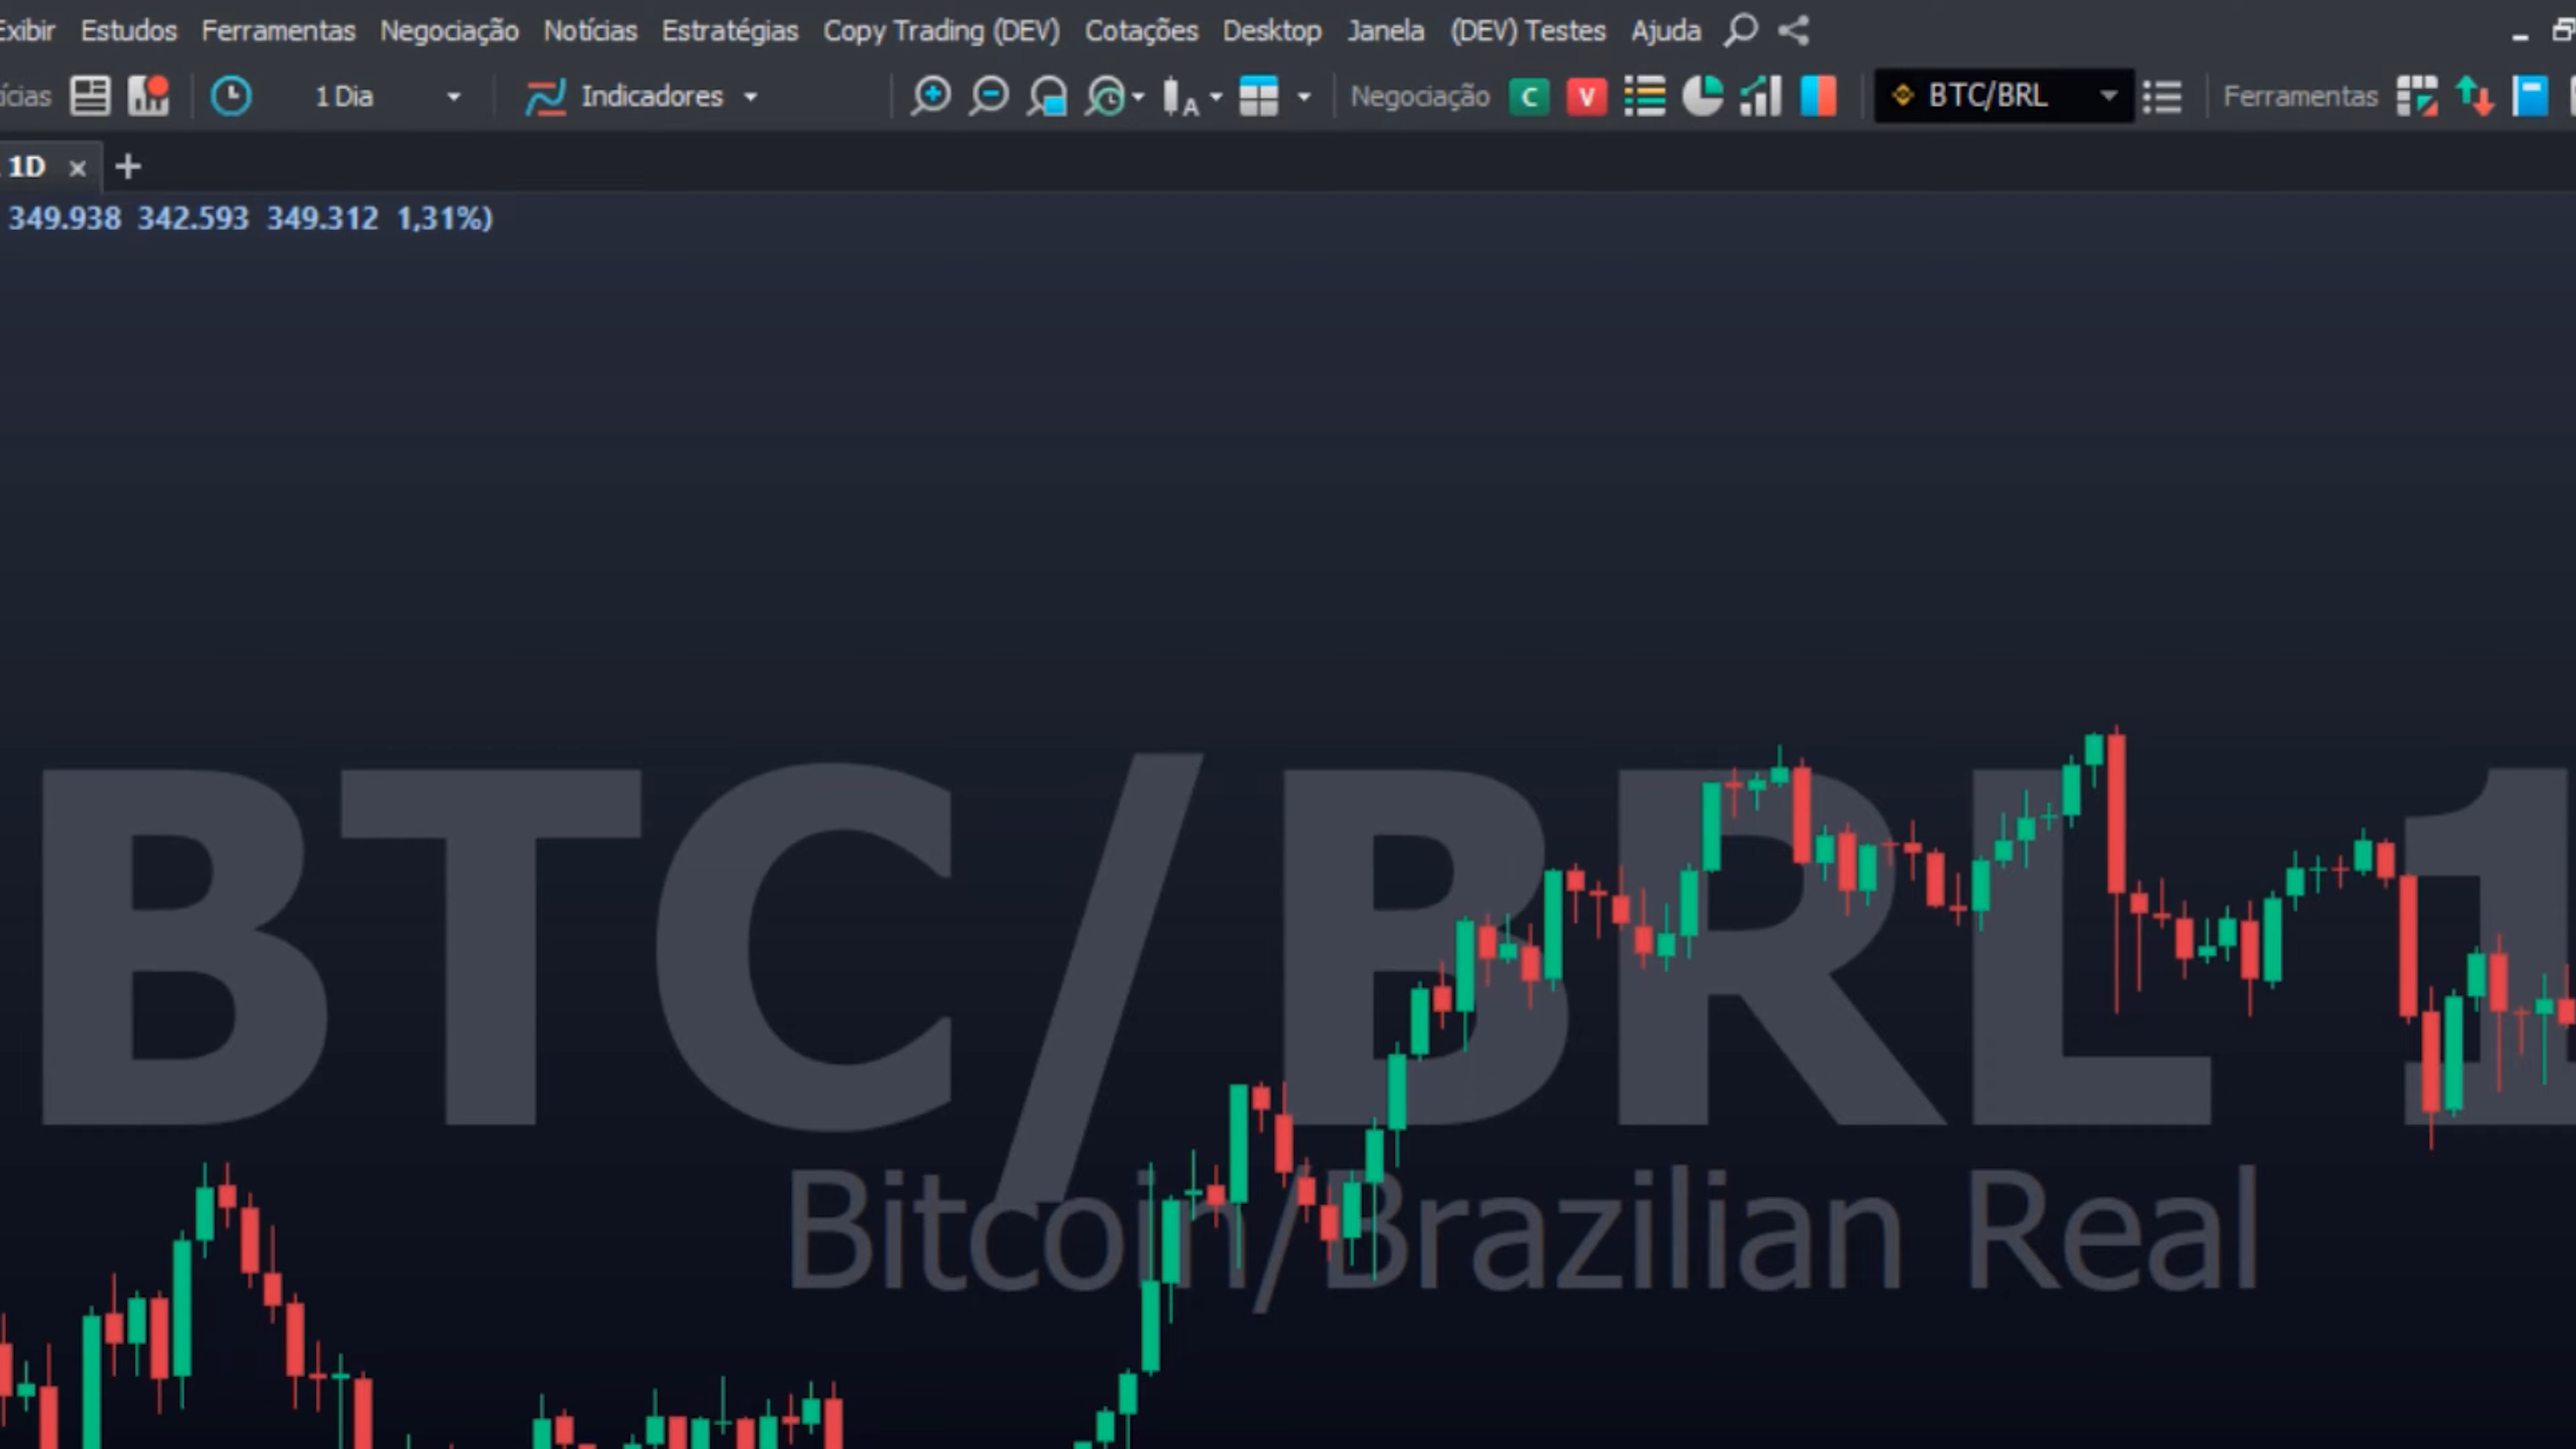 Exibir Estudos Ferramentas Negociação Notícias Estratégias Copy Trading (DEV) Cotações Desktop Janela (DEV) Testes Ajuda
1 Dia Indicadores A Negociação C V BTC/BRL Ferramentas
1D
349.938 342.593 349.312 1,31%)
BTC/BRL 1
Bitcoin/Brazilian Real